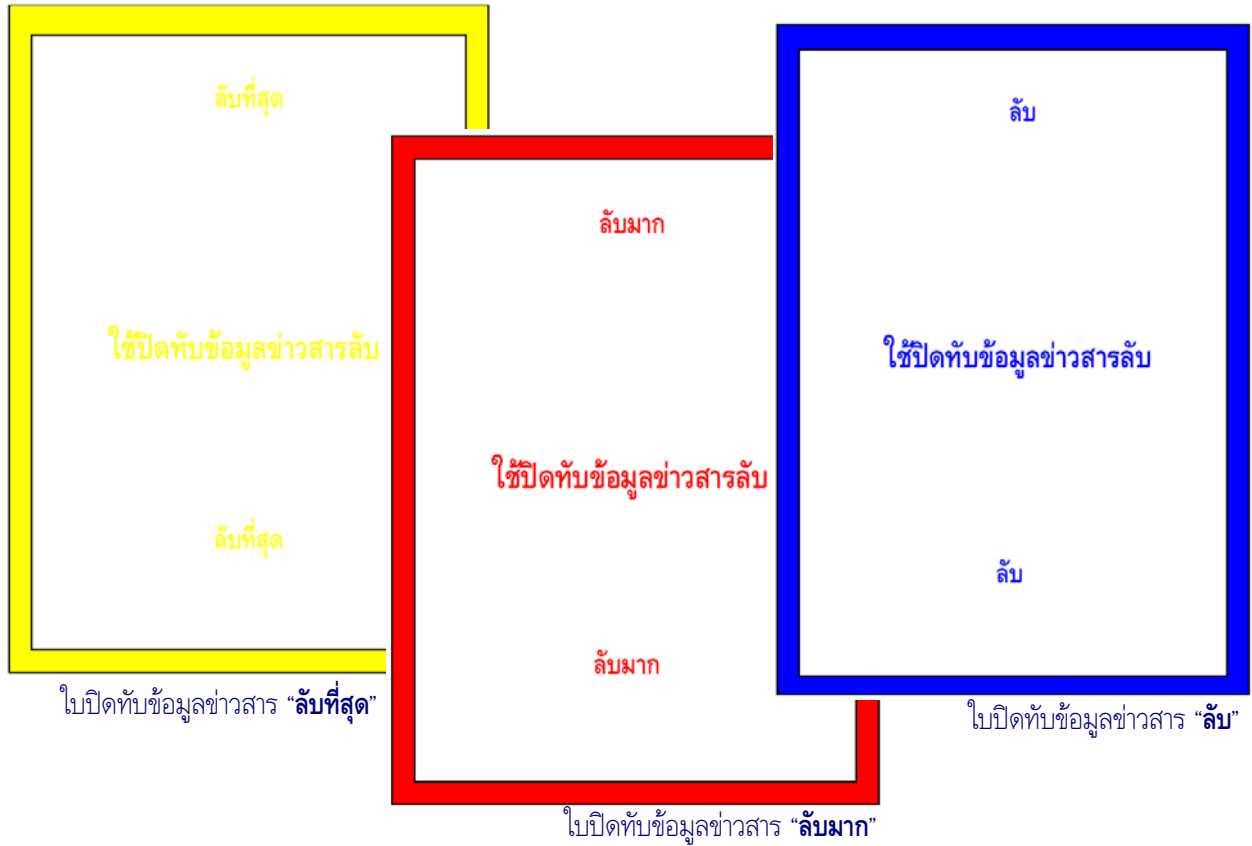 ลับที่สุด
ใช้ปิดทับข้อมูลข่าวสารลับ
ลับที่สุด
ใบปิดทับข้อมูลข่าวสาร “ลับที่สุด”
ลับมาก
ใช้ปิดทับข้อมูลข่าวสารลับ
ลับมาก
ใบปิดทับข้อมูลข่าวสาร “ลับมาก”
ลับ
ใช้ปิดทับข้อมูลข่าวสารลับ
ลับ
ใบปิดทับข้อมูลข่าวสาร “ลับ”